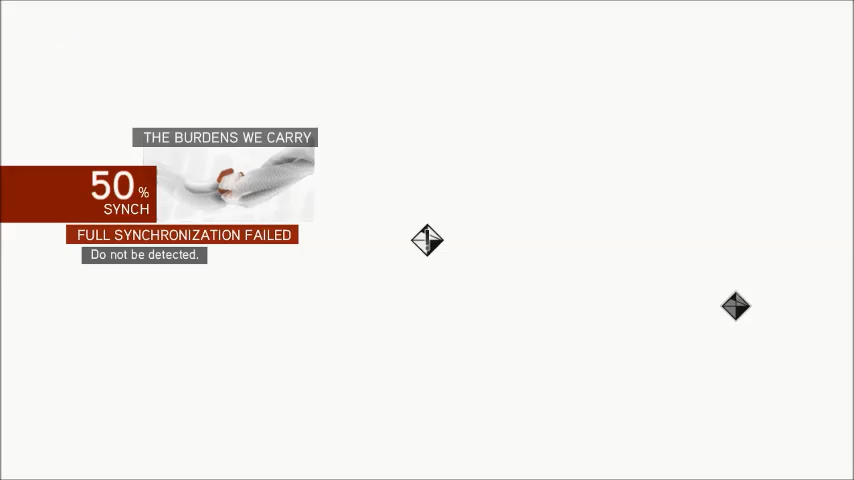 THE BURDENS WE CARRY
50 %
SYNCH
FULL SYNCHRONIZATION FAILED
Do not be detected.